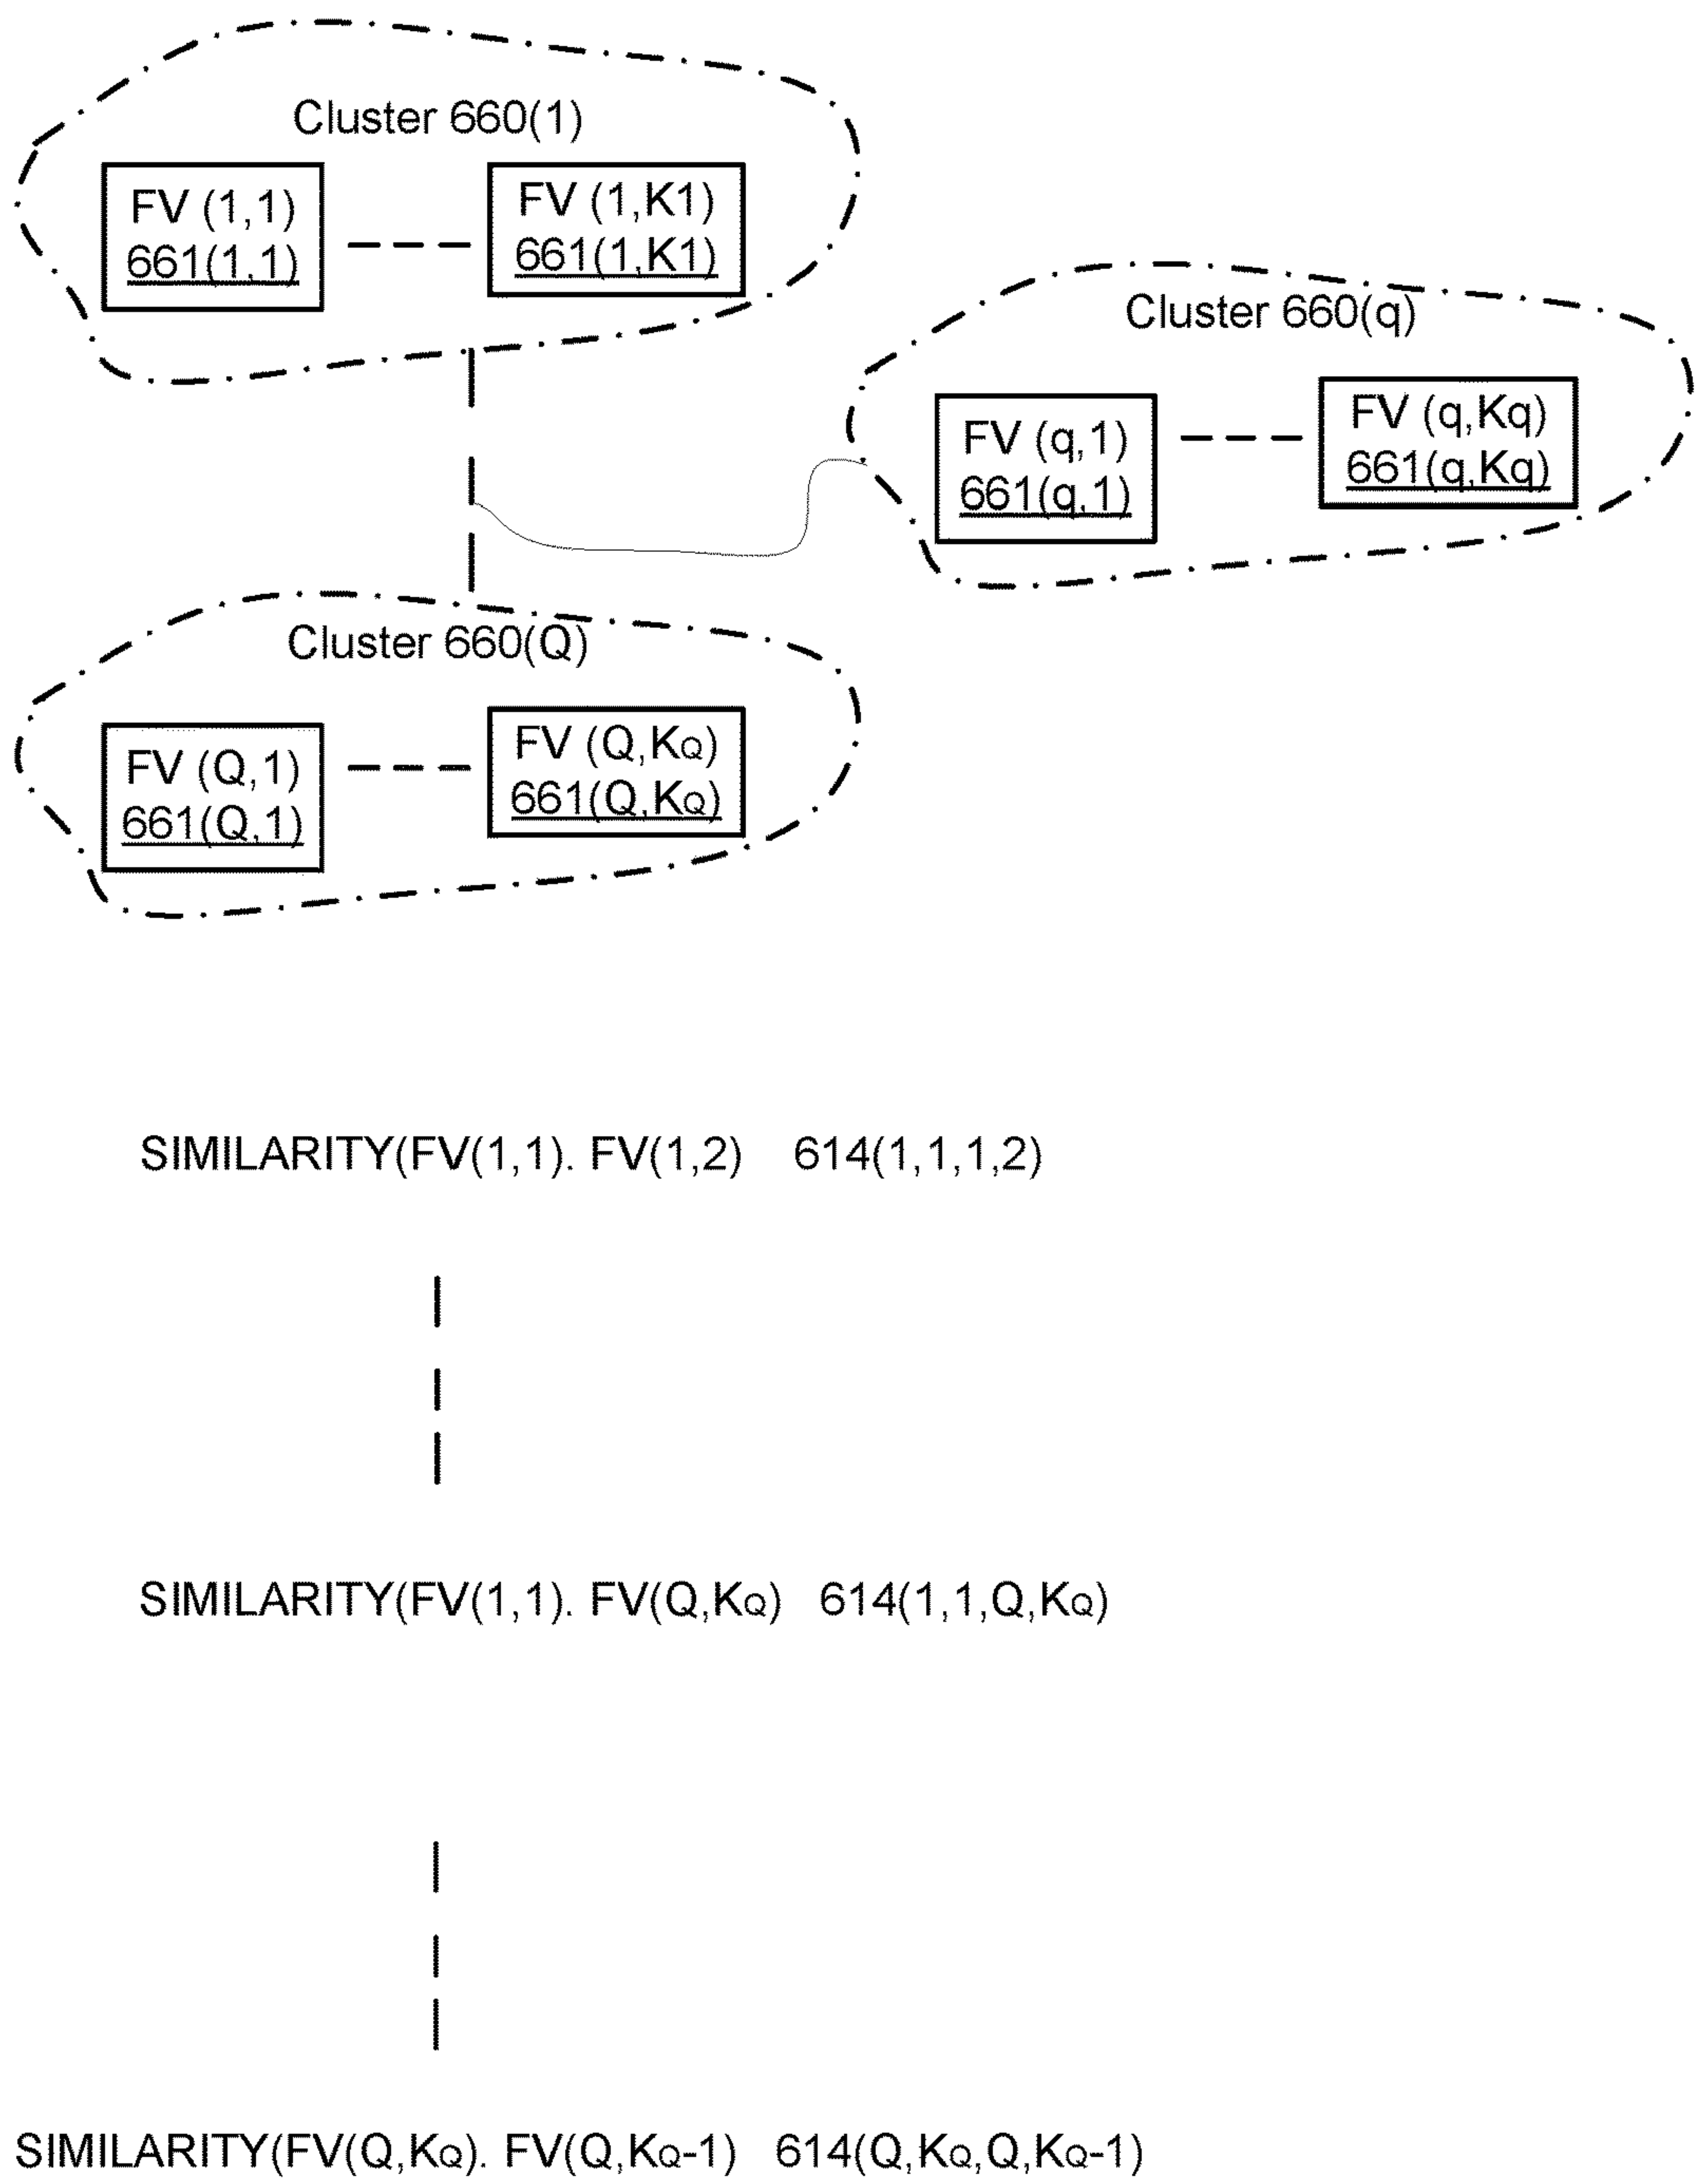 Cluster 660(1)
FV (1,1)
661(1,1)
FV (1,K1)
661(1,K1)
Cluster 660(q)
FV (q,1)
661(q,1)
FV (q,Kq)
661(q,Kq)
Cluster 660(Q)
FV (Q,1)
661(Q,1)
FV (Q,KQ)
661(Q,KQ)
SIMILARITY(FV(1,1). FV(1,2) 614(1,1,1,2)
SIMILARITY(FV(1,1). FV(Q,KQ) 614(1,1,Q,KQ)
SIMILARITY(FV(Q,KQ). FV(Q,KQ-1) 614(Q,KQ,Q,KQ-1)